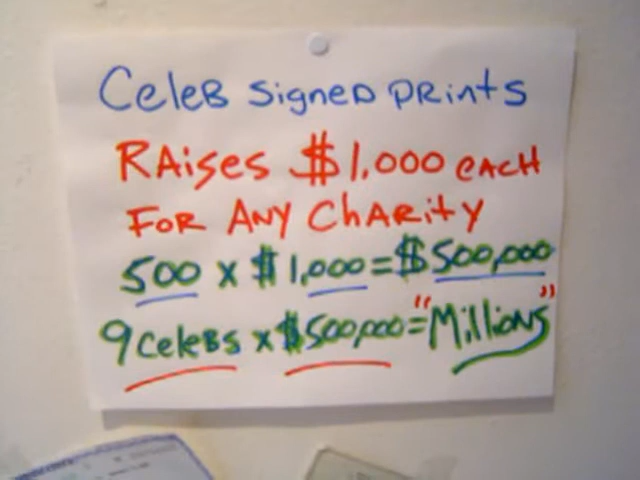 CeleB SigneD Prints
RAiSes $1,000 eACH
FOR ANY ChARiTY
500 x $1,000=$500,000
9 CeleBs x $500,000="Millions"